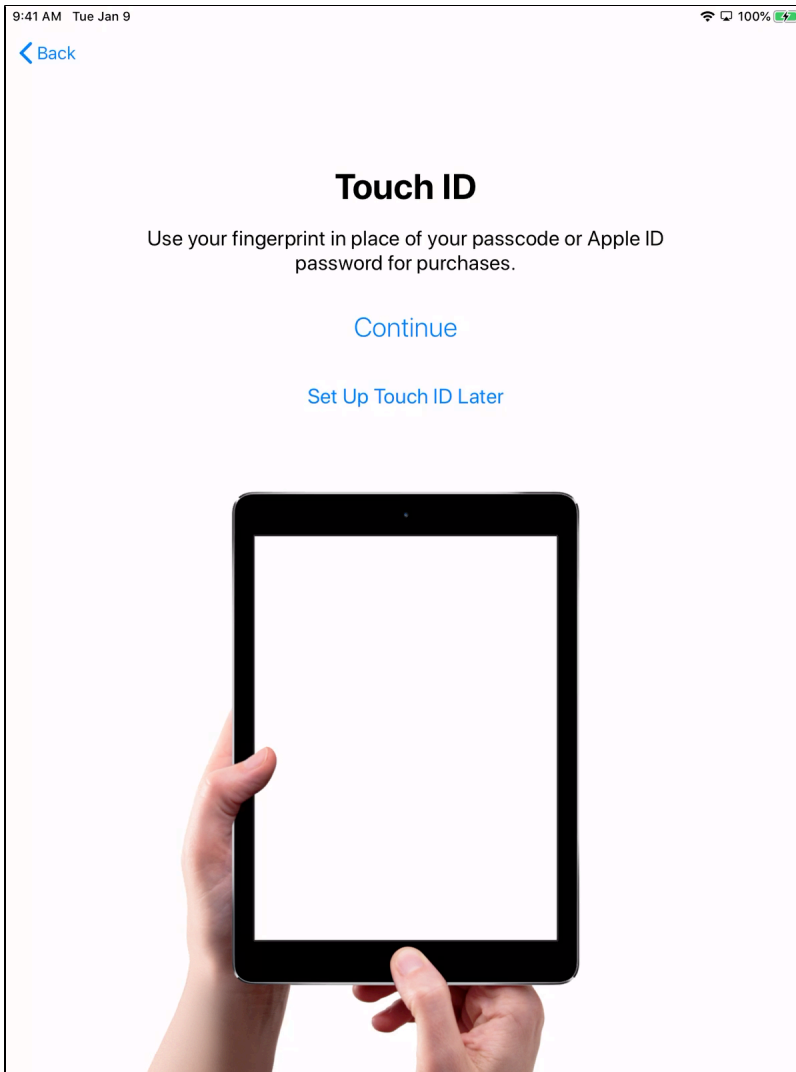 9:41 AM Tue Jan 9
100%
Back
Touch ID
Use your fingerprint in place of your passcode or Apple ID
password for purchases.
Continue
Set Up Touch ID Later